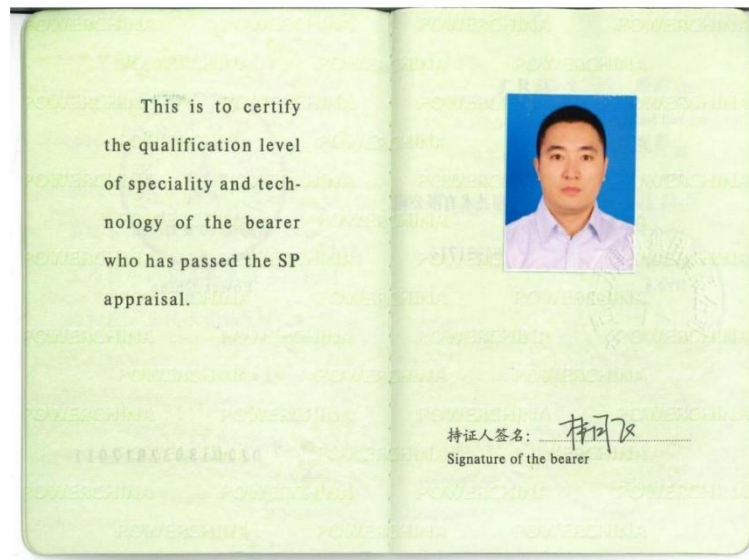 This is to certify
the qualification level
of speciality and tech-
nology of the bearer
who has passed the SP
appraisal.
持证人签名:
Signature of the bearer